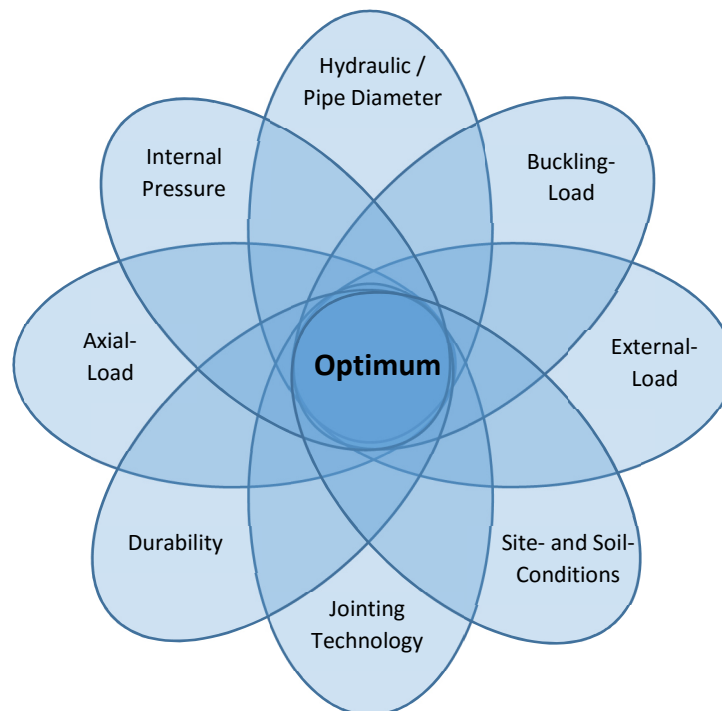 Hydraulic /
Pipe Diameter
Internal
Pressure
Buckling-
Load
Axial-
Load
Optimum
External-
Load
Durability
Site- and Soil-
Conditions
Jointing
Technology